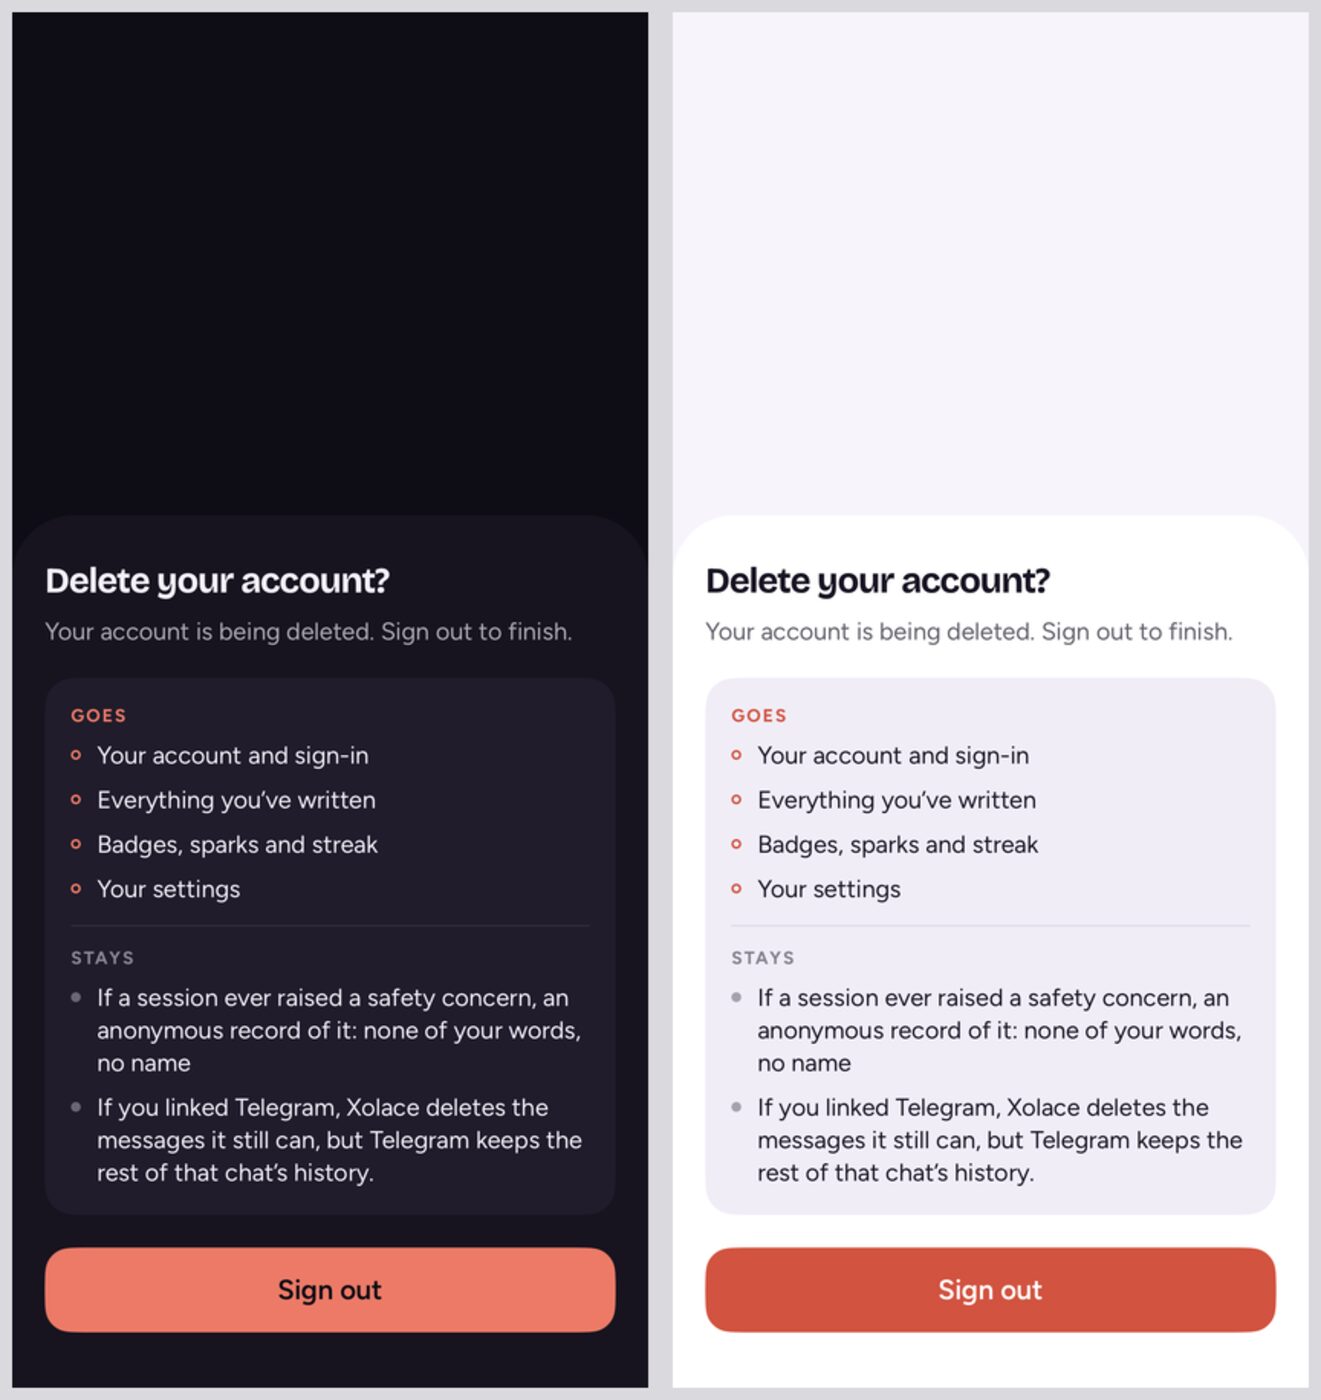 Delete your account?
Your account is being deleted. Sign out to finish.
GOES
Your account and sign-in
Everything you’ve written
Badges, sparks and streak
Your settings
STAYS
If a session ever raised a safety concern, an
anonymous record of it: none of your words,
no name
If you linked Telegram, Xolace deletes the
messages it still can, but Telegram keeps the
rest of that chat’s history.
Sign out
Delete your account?
Your account is being deleted. Sign out to finish.
GOES
Your account and sign-in
Everything you’ve written
Badges, sparks and streak
Your settings
STAYS
If a session ever raised a safety concern, an
anonymous record of it: none of your words,
no name
If you linked Telegram, Xolace deletes the
messages it still can, but Telegram keeps the
rest of that chat’s history.
Sign out